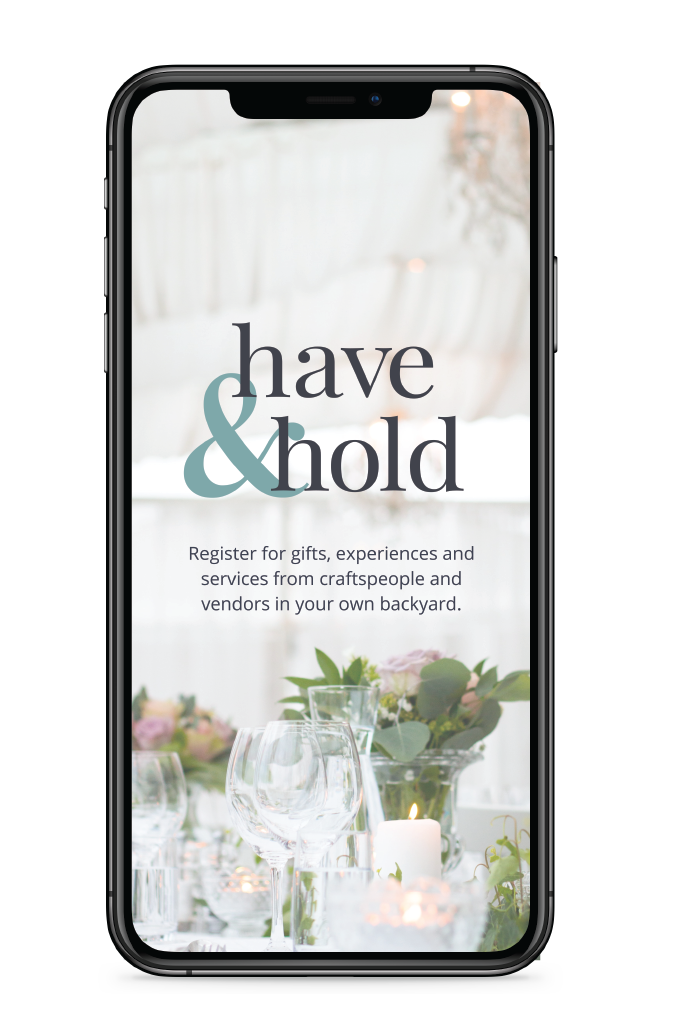 have
&hold
Register for gifts, experiences and
services from craftspeople and
vendors in your own backyard.